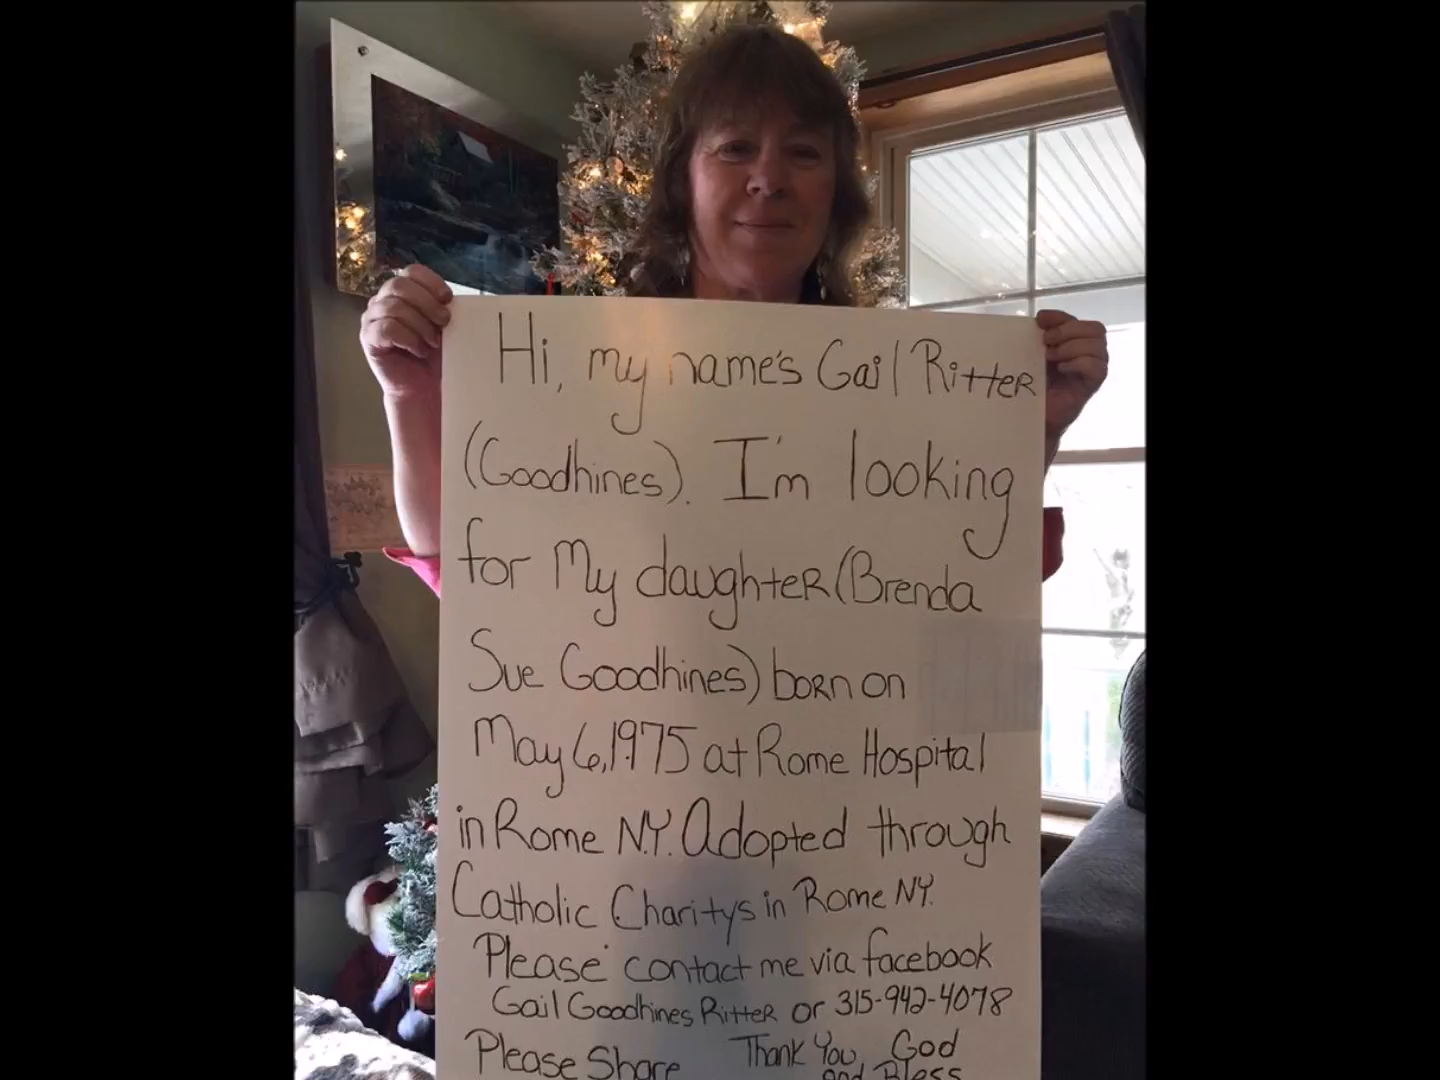 Hi, my name's Gail Ritter
(Goodhines). I'm looking
for My daughter (Brenda
Sue Goodhines) born on
May 6, 1975 at Rome Hospital
in Rome N.Y. Adopted through
Catholic Charitys in Rome NY.
Please contact me via facebook
Gail Goodhines Ritter or 315-942-4078
Please Share Thank You God
and Bless